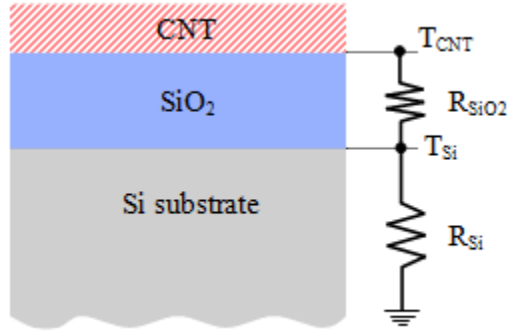 CNT
T_CNT
SiO₂
R_SiO2
T_Si
Si substrate
R_Si